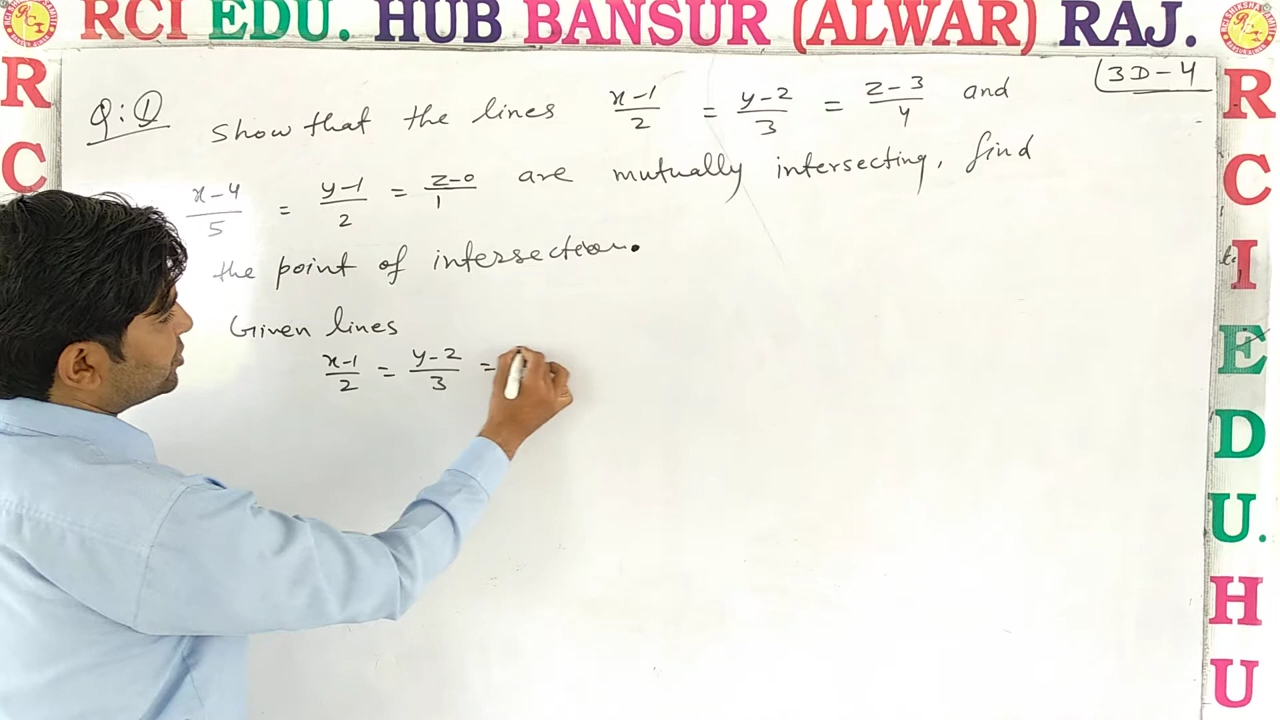 RCI EDU. HUB BANSUR (ALWAR) RAJ.
3D-4
Q:① Show that the lines x-1/2 = y-2/3 = z-3/4 and
x-4/5 = y-1/2 = z-0/1 are mutually intersecting, find
the point of intersection.
Given lines
x-1/2 = y-2/3 =
R
C
R
C
I
E
D
U.
H
U